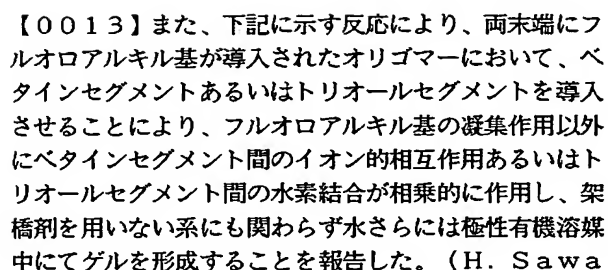 【００１３】また、下記に示す反応により、両末端にフ
ルオロアルキル基が導入されたオリゴマーにおいて、ベ
タインセグメントあるいはトリオールセグメントを導入
させることにより、フルオロアルキル基の凝集作用以外
にベタインセグメント間のイオン的相互作用あるいはト
リオールセグメント間の水素結合が相乗的に作用し、架
橋剤を用いない系にも関わらず水さらには極性有機溶媒
中にてゲルを形成することを報告した。（Ｈ．Ｓａｗａ